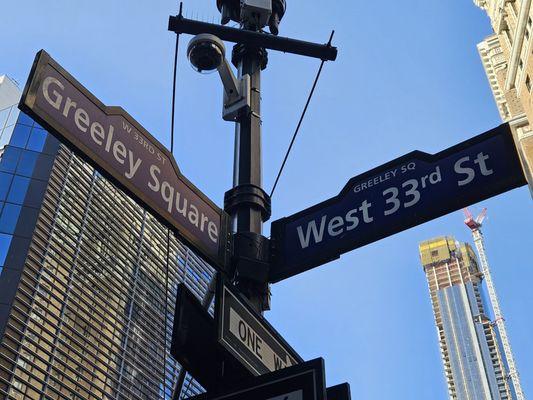 W 33RD ST
Greeley Square
GREELEY SQ
West 33rd St
ONE